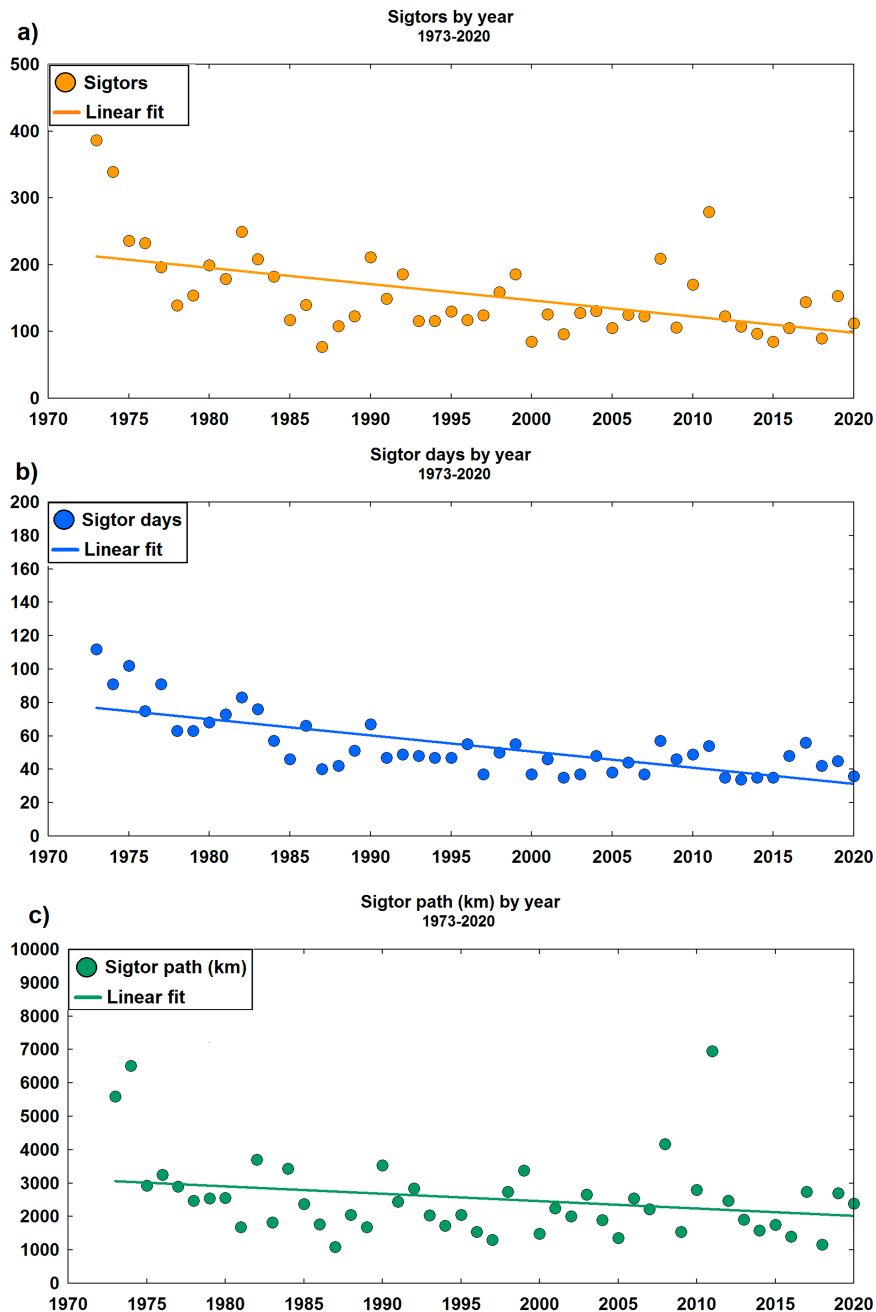 Sigtors by year
a)
1973-2020
500
Sigtors
Linear fit
400
300
200
100
0
1970 1975 1980 1985 1990 1995 2000 2005 2010 2015 2020
Sigtor days by year
b)
1973-2020
200
Sigtor days
180
Linear fit
160
140
120
100
80
60
40
20
0
1970 1975 1980 1985 1990 1995 2000 2005 2010 2015 2020
Sigtor path (km) by year
c)
1973-2020
10000
Sigtor path (km)
9000
Linear fit
8000
7000
6000
5000
4000
3000
2000
1000
0
1970 1975 1980 1985 1990 1995 2000 2005 2010 2015 2020